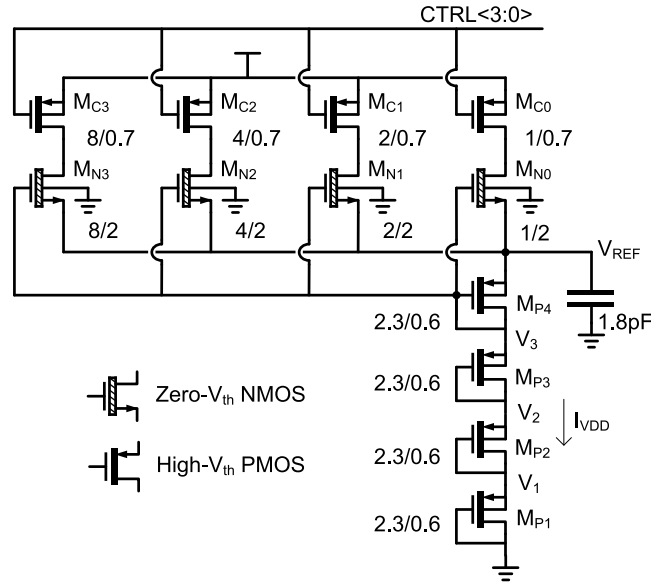 CTRL<3:0>
M_C3 M_C2 M_C1 M_C0
8/0.7 4/0.7 2/0.7 1/0.7
M_N3 M_N2 M_N1 M_N0
8/2 4/2 2/2 1/2
V_REF
M_P4
1.8pF
2.3/0.6
V_3
M_P3
2.3/0.6
V_2
I_VDD
Zero-V_th NMOS
M_P2
2.3/0.6
High-V_th PMOS
V_1
M_P1
2.3/0.6